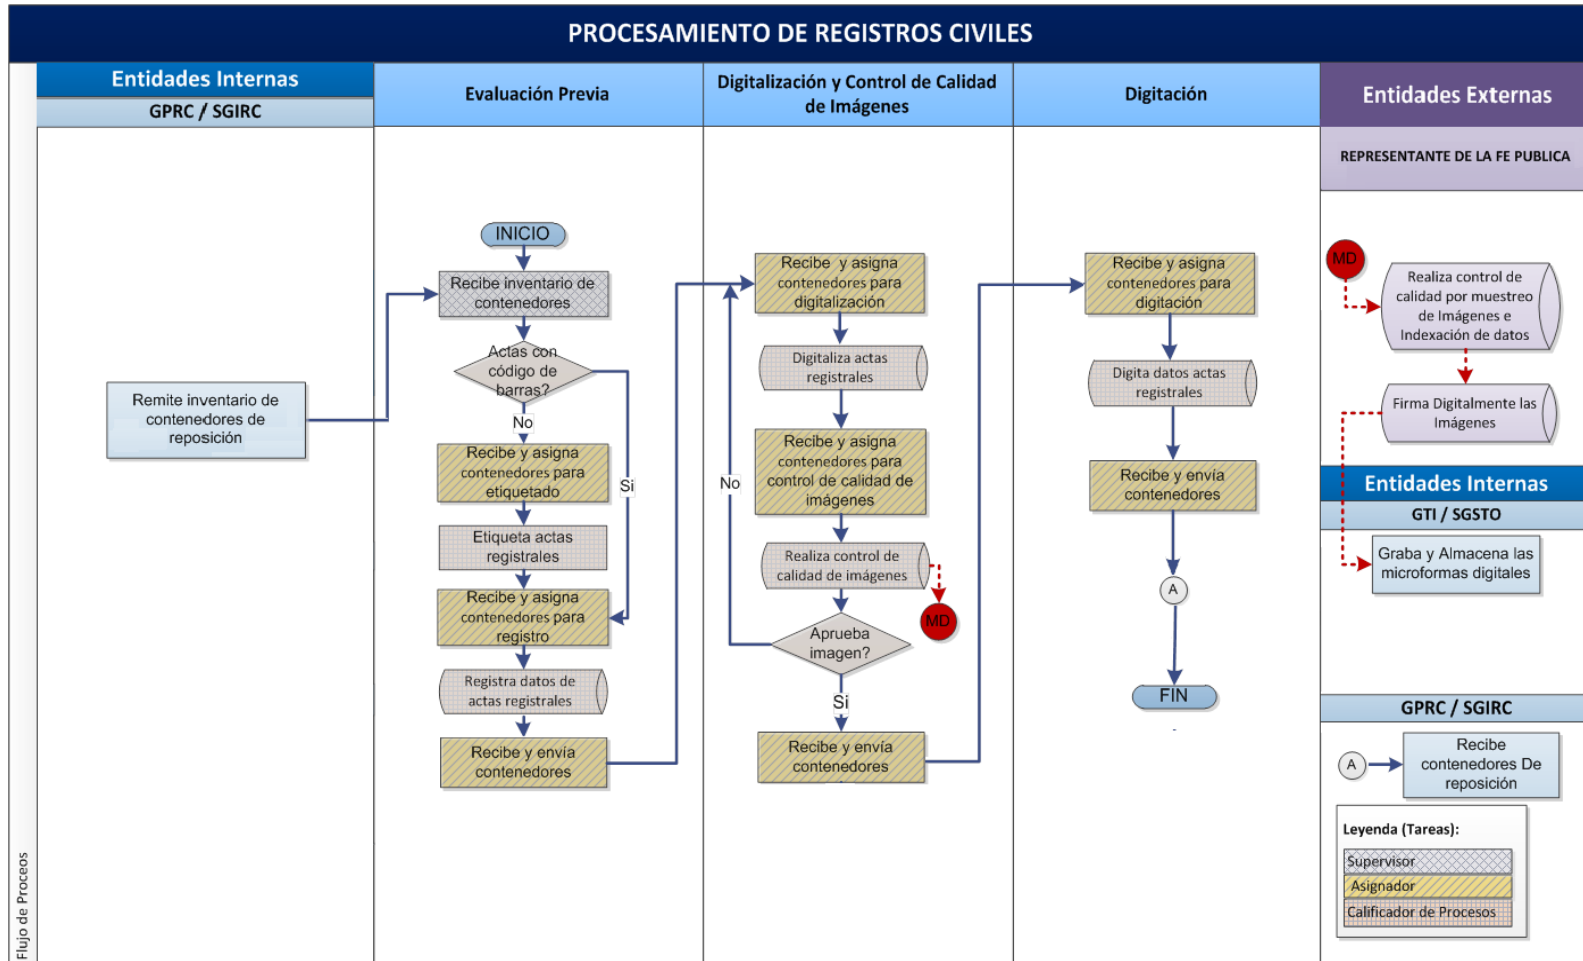 PROCESAMIENTO DE REGISTROS CIVILES
Entidades Internas
GPRC / SGIRC
Remite inventario de
contenedores de
reposición
Evaluación Previa
INICIO
Recibe inventario de
contenedores
Actas con
código de
barras?
No
Si
Recibe y asigna
contenedores para
etiquetado
Etiqueta actas
registrales
Recibe y asigna
contenedores para
registro
Registra datos de
actas registrales
Recibe y envía
contenedores
Digitalización y Control de Calidad
de Imágenes
Recibe y asigna
contenedores para
digitalización
Digitaliza actas
registrales
Recibe y asigna
contenedores para
control de calidad de
imágenes
No
Realiza control de
calidad de imágenes
MD
Aprueba
imagen?
Si
Recibe y envía
contenedores
Digitación
Recibe y asigna
contenedores para
digitación
Digita datos actas
registrales
Recibe y envía
contenedores
A
FIN
Entidades Externas
REPRESENTANTE DE LA FE PUBLICA
MD
Realiza control de
calidad por muestreo
de Imágenes e
Indexación de datos
Firma Digitalmente las
Imágenes
Entidades Internas
GTI / SGSTO
Graba y Almacena las
microformas digitales
GPRC / SGIRC
A
Recibe
contenedores De
reposición
Leyenda (Tareas):
Supervisor
Asignador
Calificador de Procesos
Flujo de Proceos